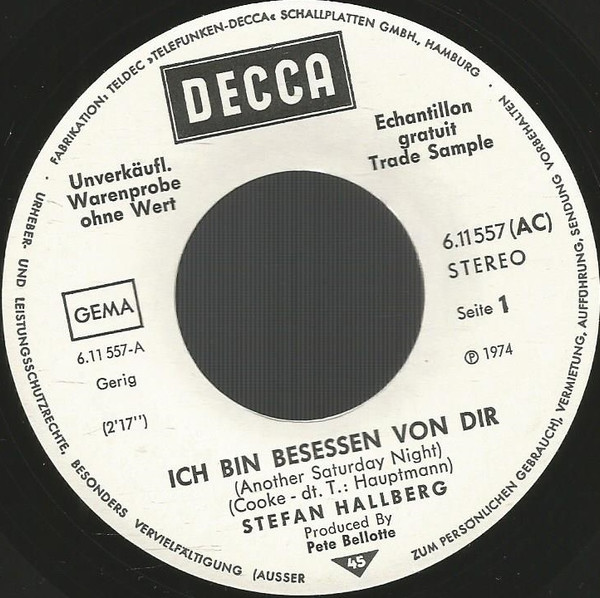 · FABRIKATION: TELDEC »TELEFUNKEN-DECCA« SCHALLPLATTEN GMBH., HAMBURG ·
DECCA
Unverkäufl.
Warenprobe
ohne Wert
Echantillon
gratuit
Trade Sample
6.11557 (AC)
STEREO
Seite 1
℗ 1974
GEMA
6.11 557-A
Gerig
(2'17'')
ICH BIN BESESSEN VON DIR
(Another Saturday Night)
(Cooke - dt. T.: Hauptmann)
STEFAN HALLBERG
Produced By
Pete Bellotte
45
URHEBER- UND LEISTUNGSSCHUTZRECHTE, BESONDERS VERVIELFÄLTIGUNG (AUSSER
ZUM PERSÖNLICHEN GEBRAUCH), VERMIETUNG, AUFFÜHRUNG, SENDUNG VORBEHALTEN